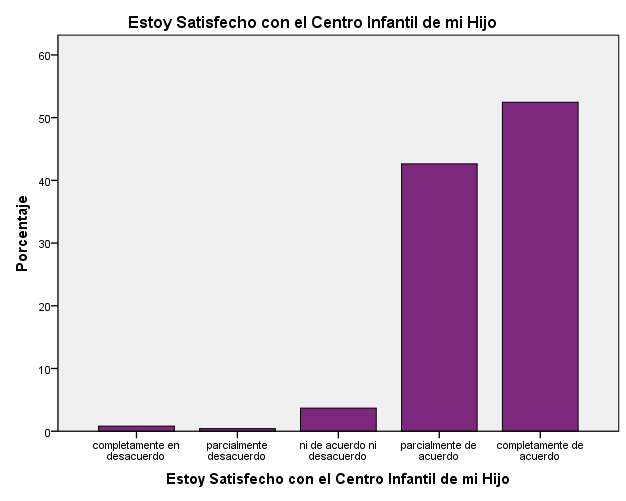 Estoy Satisfecho con el Centro Infantil de mi Hijo
60
50
40
30
20
10
0
Porcentaje
completamente en
desacuerdo
parcialmente
desacuerdo
ni de acuerdo ni
desacuerdo
parcialmente de
acuerdo
completamente de
acuerdo
Estoy Satisfecho con el Centro Infantil de mi Hijo